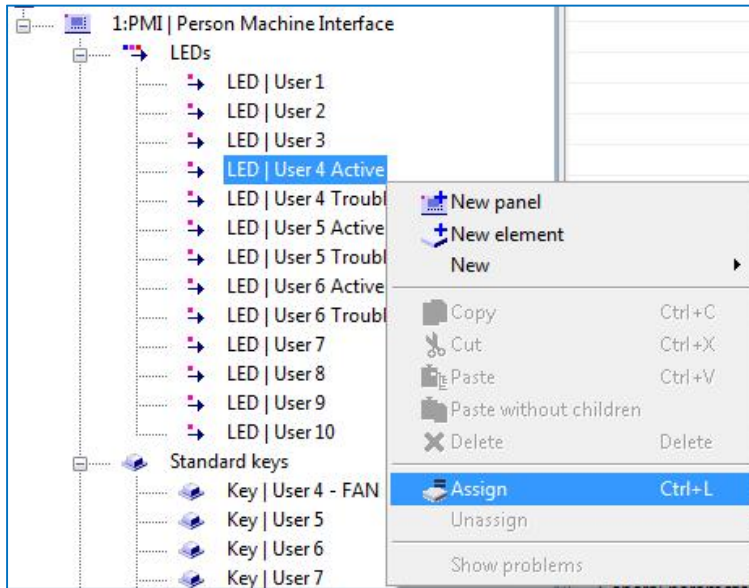 1:PMI | Person Machine Interface
LEDs
LED | User 1
LED | User 2
LED | User 3
LED | User 4 Active
LED | User 4 Troubl
LED | User 5 Active
LED | User 5 Troubl
LED | User 6 Active
LED | User 6 Troubl
LED | User 7
LED | User 8
LED | User 9
LED | User 10
Standard keys
Key | User 4 - FAN
Key | User 5
Key | User 6
Key | User 7
New panel
New element
New
Copy Ctrl+C
Cut Ctrl+X
Paste Ctrl+V
Paste without children
Delete Delete
Assign Ctrl+L
Unassign
Show problems